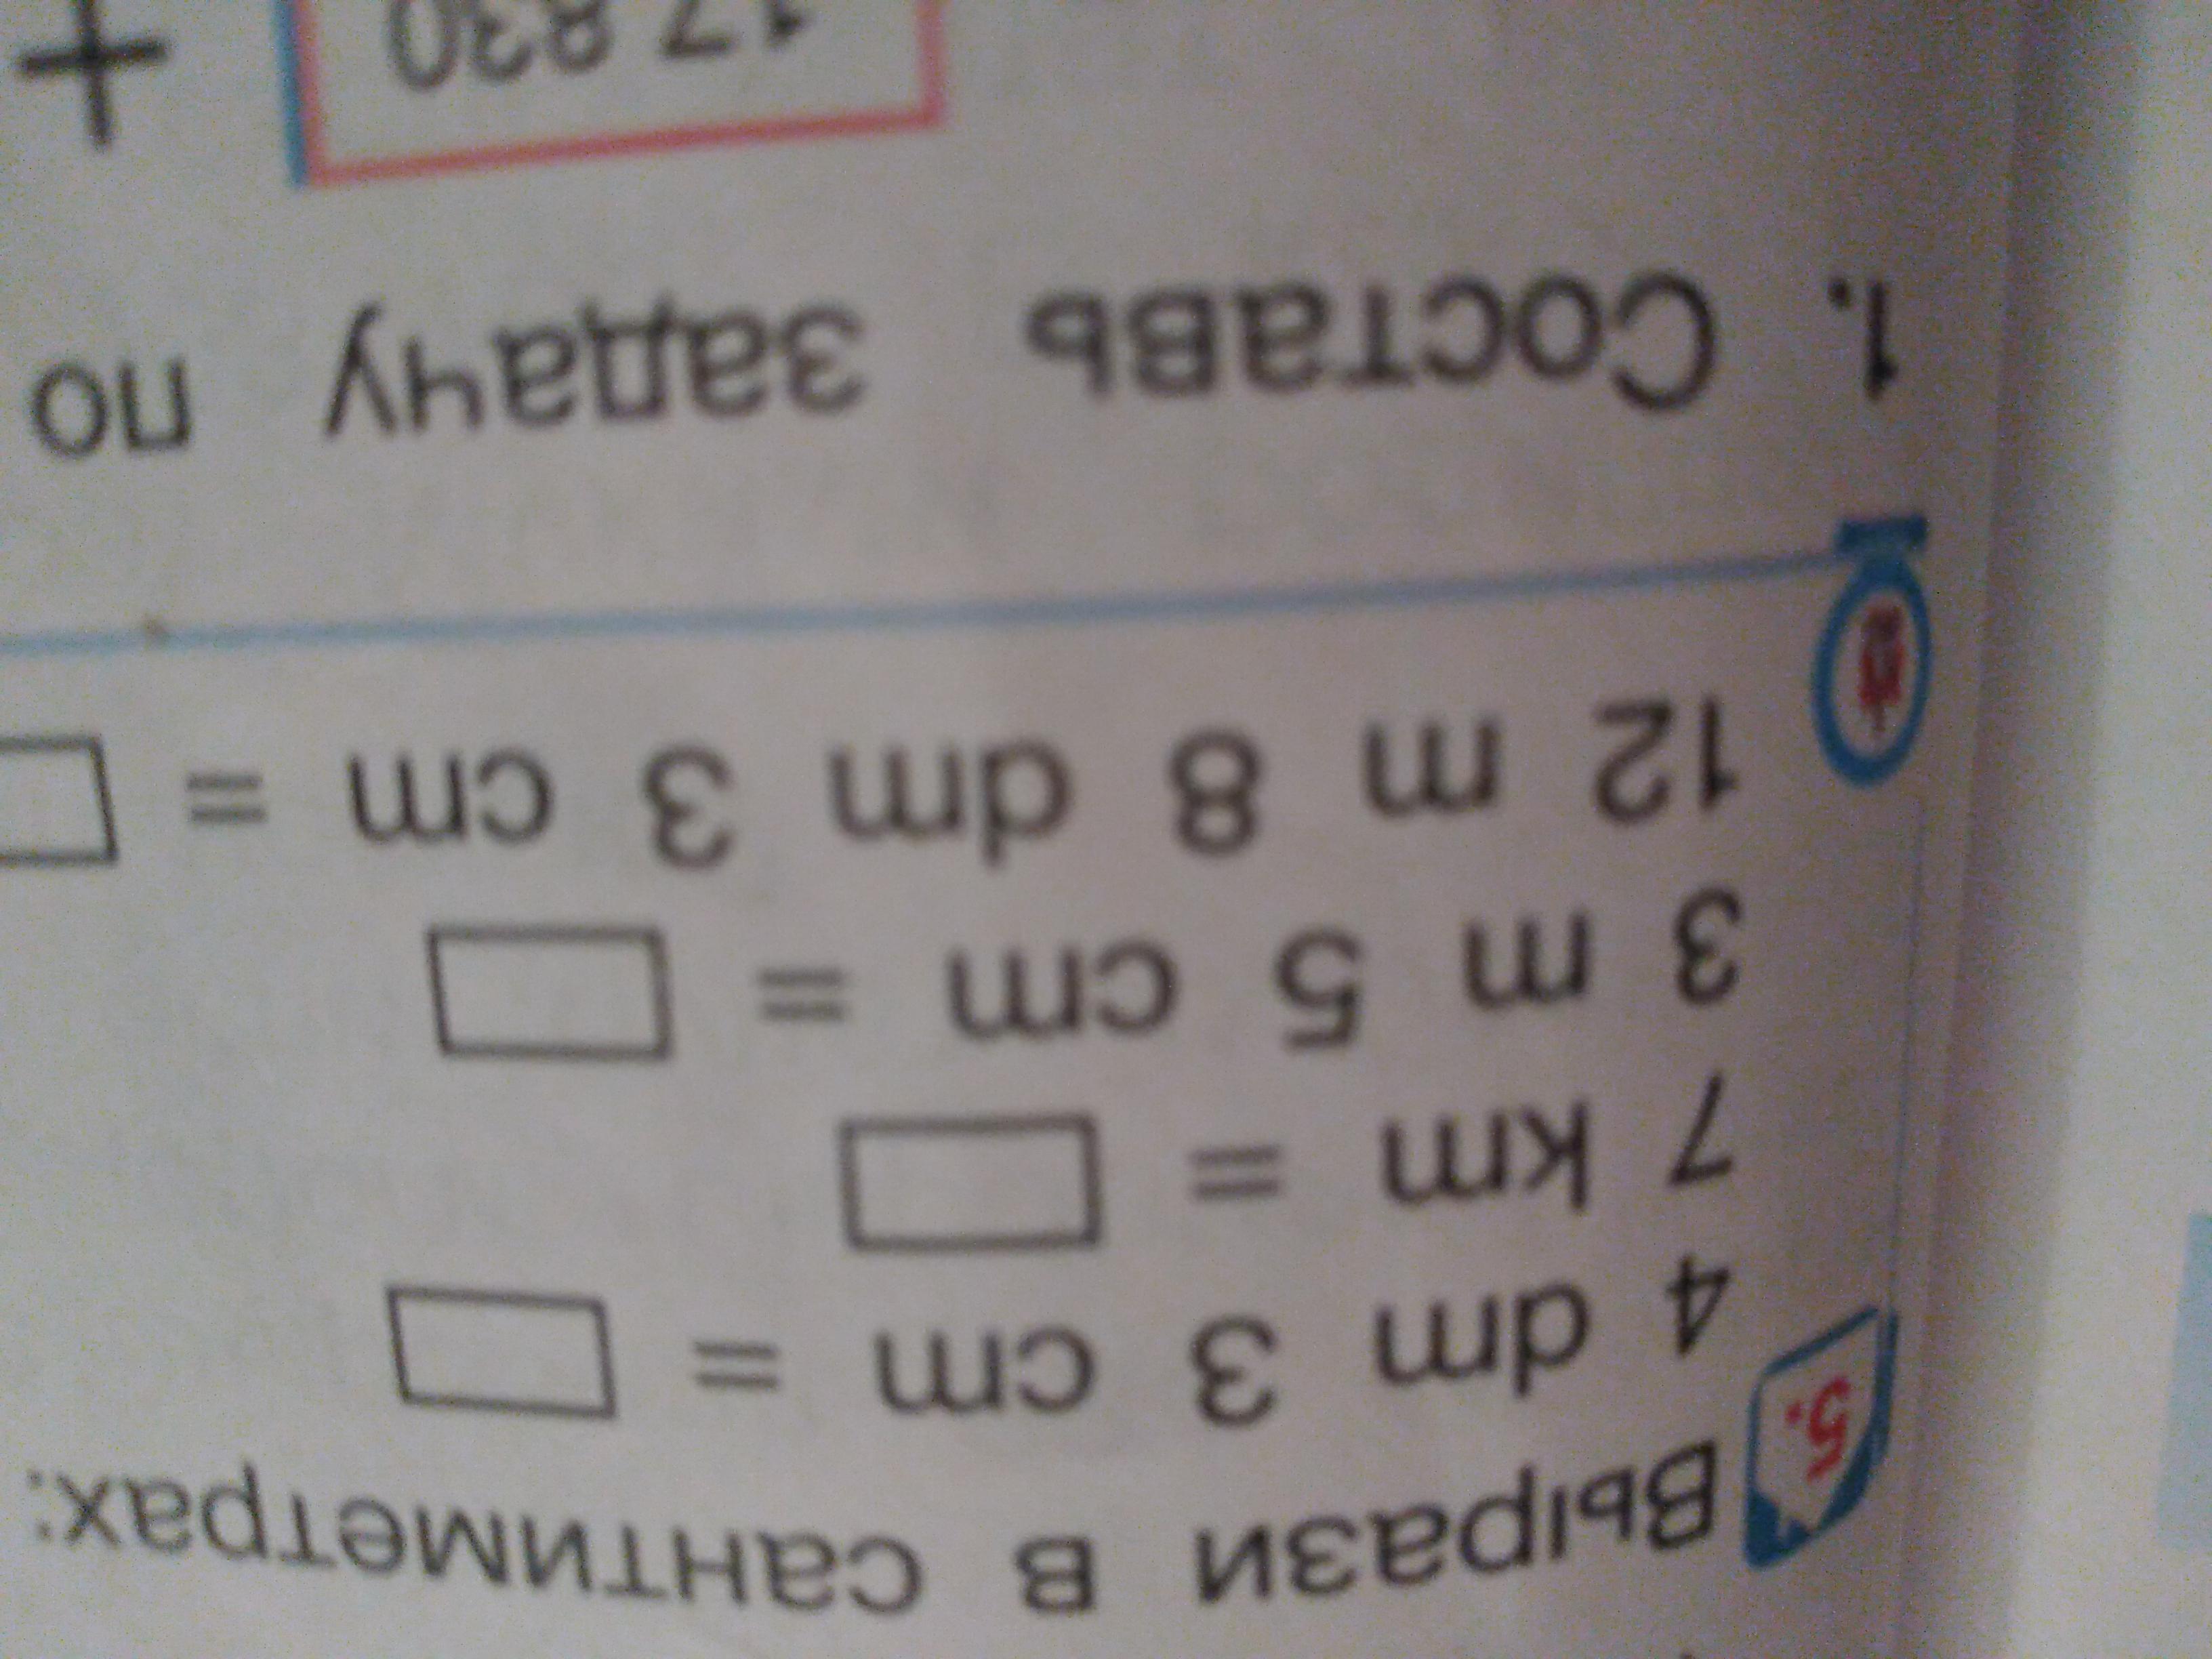 5. Вырази в сантиметрах:
4 dm 3 cm =
7 km =
3 m 5 cm =
12 m 8 dm 3 cm =
1. Составь задачу по
17 830 +